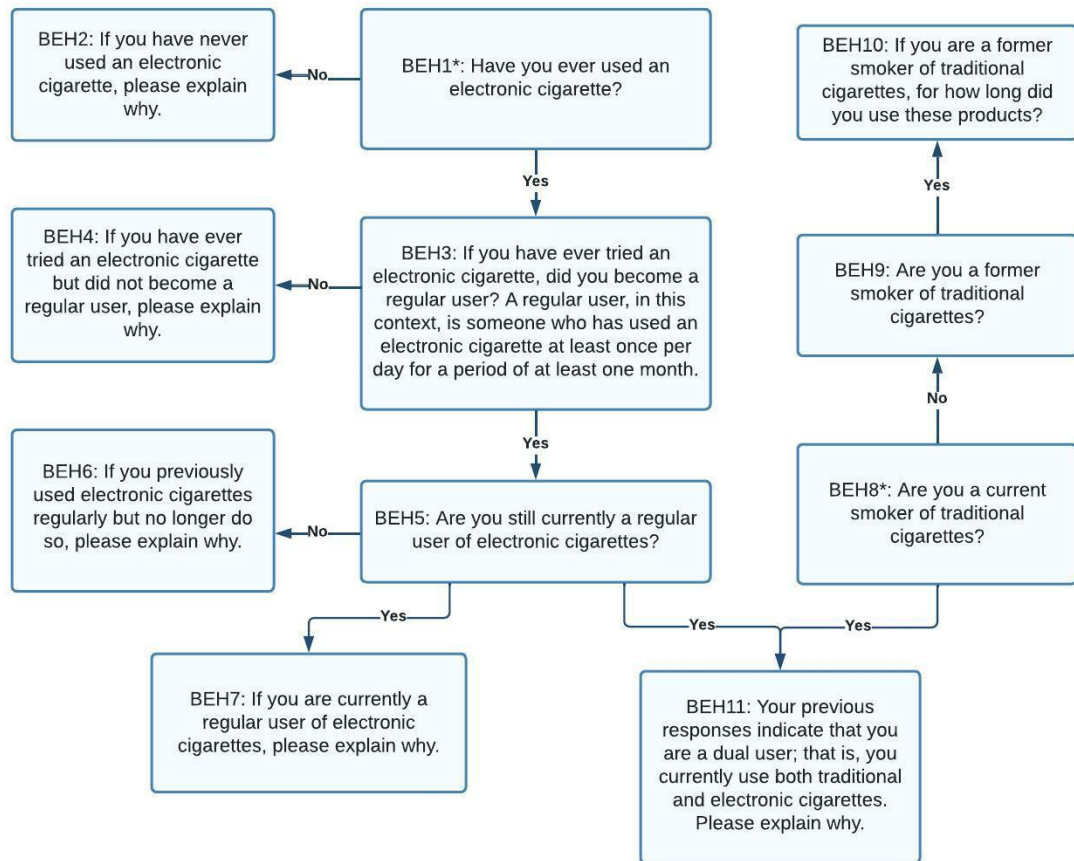 BEH2: If you have never
used an electronic
cigarette, please explain
why.
No
BEH1*: Have you ever used an
electronic cigarette?
BEH10: If you are a former
smoker of traditional
cigarettes, for how long did
you use these products?
Yes
Yes
BEH4: If you have ever
tried an electronic cigarette
but did not become a
regular user, please explain
why.
No
BEH3: If you have ever tried an
electronic cigarette, did you become a
regular user? A regular user, in this
context, is someone who has used an
electronic cigarette at least once per
day for a period of at least one month.
BEH9: Are you a former
smoker of traditional
cigarettes?
No
Yes
BEH6: If you previously
used electronic cigarettes
regularly but no longer do
so, please explain why.
No
BEH5: Are you still currently a regular
user of electronic cigarettes?
BEH8*: Are you a current
smoker of traditional
cigarettes?
Yes
Yes
Yes
BEH7: If you are currently a
regular user of electronic
cigarettes, please explain why.
BEH11: Your previous
responses indicate that you
are a dual user; that is, you
currently use both traditional
and electronic cigarettes.
Please explain why.